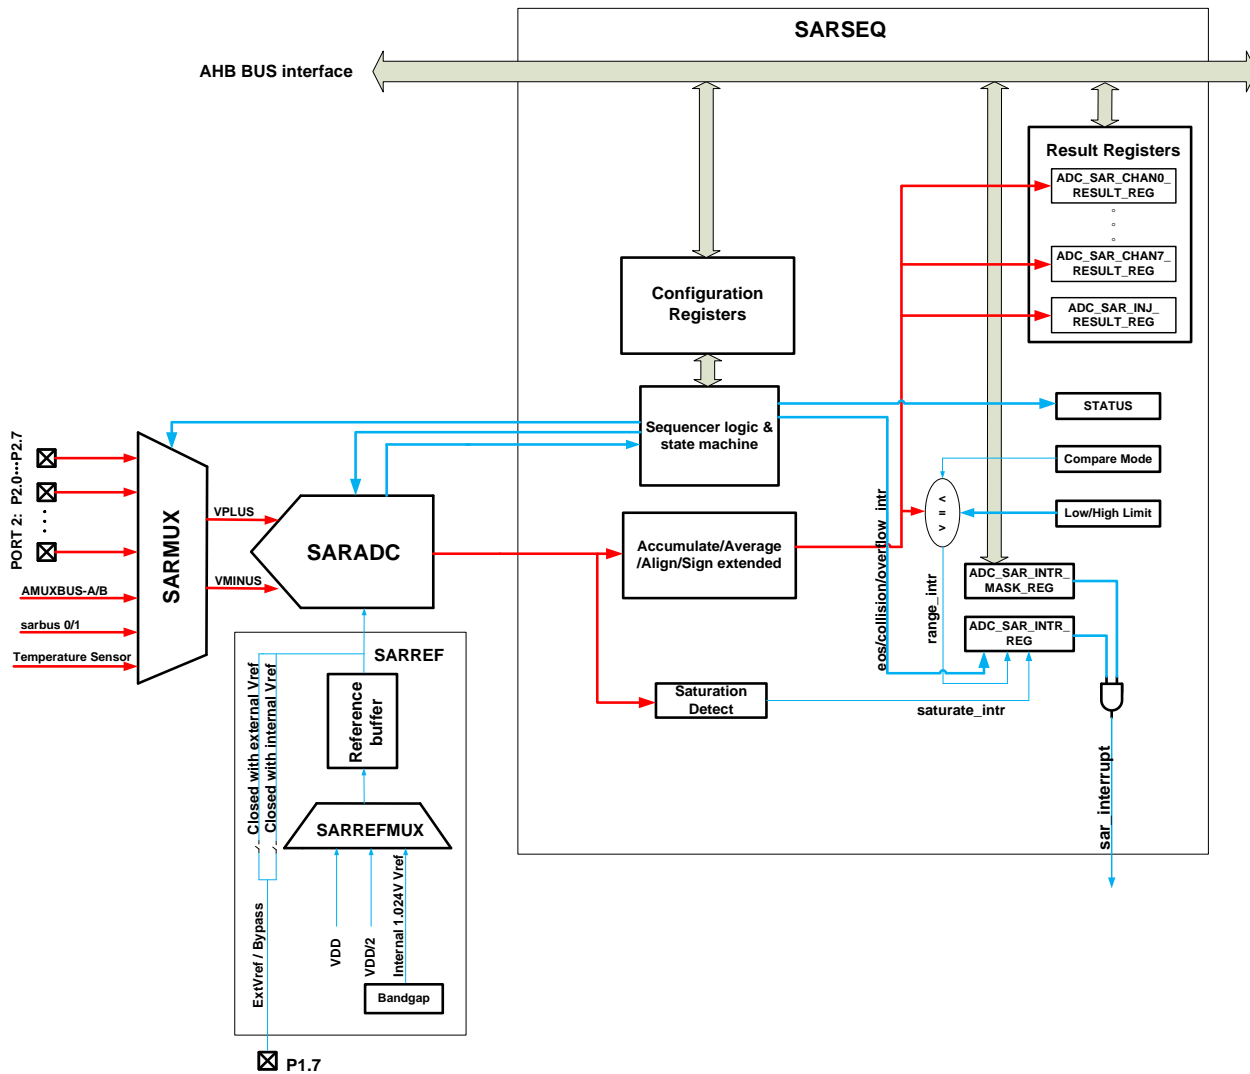 SARSEQ
AHB BUS interface
Result Registers
ADC_SAR_CHAN0_
RESULT_REG
ADC_SAR_CHAN7_
RESULT_REG
ADC_SAR_INJ_
RESULT_REG
Configuration
Registers
Sequencer logic &
state machine
STATUS
Compare Mode
Low/High Limit
< = >
PORT 2: P2.0···P2.7
SARMUX
VPLUS
VMINUS
SARADC
Accumulate/Average
/Align/Sign extended
eos/collision/overflow_intr
range_intr
ADC_SAR_INTR_
MASK_REG
ADC_SAR_INTR_
REG
AMUXBUS-A/B
sarbus 0/1
Temperature Sensor
SARREF
Saturation
Detect
saturate_intr
Closed with external Vref
Closed with internal Vref
Reference
buffer
SARREFMUX
sar_interrupt
ExtVref / Bypass
VDD
VDD/2
Internal 1.024V Vref
Bandgap
P1.7